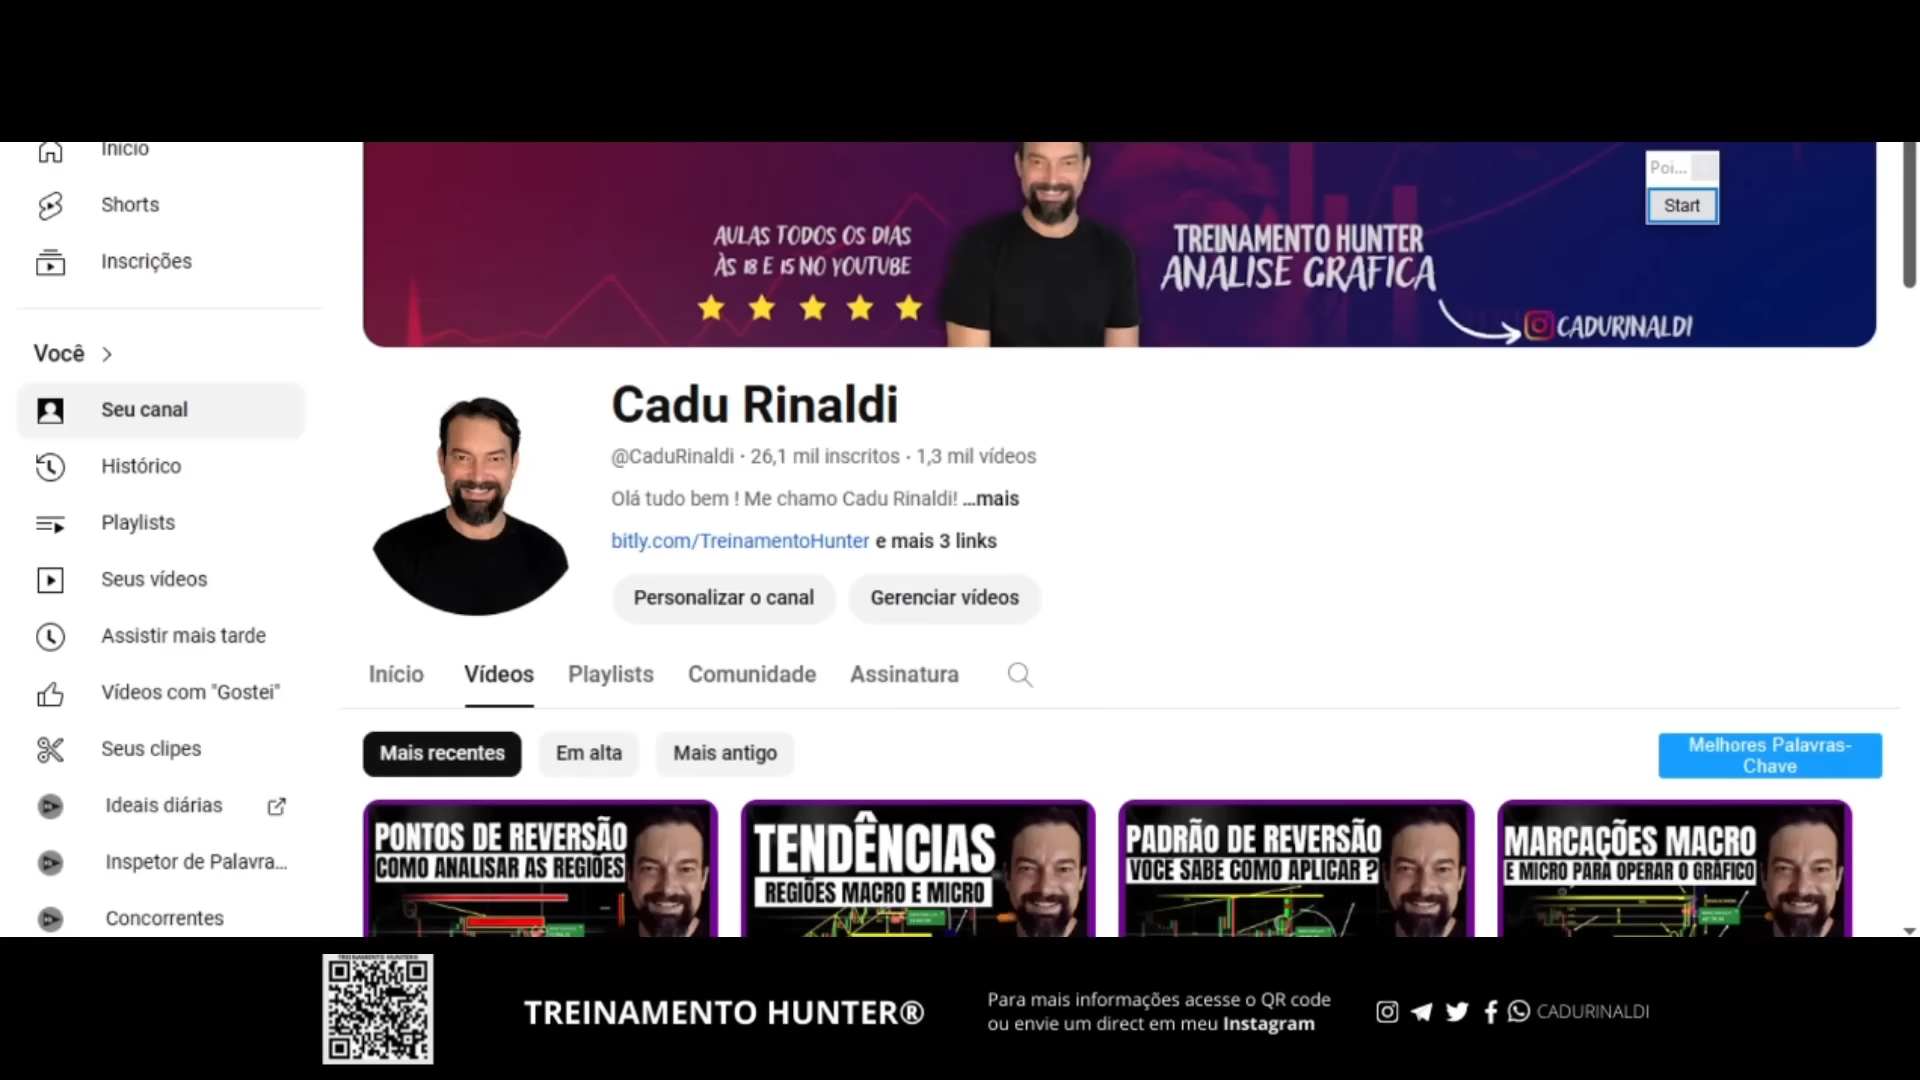 Início
Shorts
Inscrições
Você
Seu canal
Histórico
Playlists
Seus vídeos
Assistir mais tarde
Vídeos com "Gostei"
Seus clipes
Ideais diárias
Inspetor de Palavra...
Concorrentes
AULAS TODOS OS DIAS
ÀS 18 E 15 NO YOUTUBE
TREINAMENTO HUNTER
ANALISE GRAFICA
CADURINALDI
Poi...
Start
Cadu Rinaldi
@CaduRinaldi · 26,1 mil inscritos · 1,3 mil vídeos
Olá tudo bem ! Me chamo Cadu Rinaldi! ...mais
bitly.com/TreinamentoHunter e mais 3 links
Personalizar o canal
Gerenciar vídeos
Início
Vídeos
Playlists
Comunidade
Assinatura
Mais recentes
Em alta
Mais antigo
Melhores Palavras-
Chave
PONTOS DE REVERSÃO
COMO ANALISAR AS REGIÕES
TENDÊNCIAS
REGIÕES MACRO E MICRO
PADRÃO DE REVERSÃO
VOCE SABE COMO APLICAR ?
MARCAÇÕES MACRO
E MICRO PARA OPERAR O GRÁFICO
TREINAMENTO HUNTER®
TREINAMENTO HUNTER®
Para mais informações acesse o QR code
ou envie um direct em meu Instagram
CADURINALDI